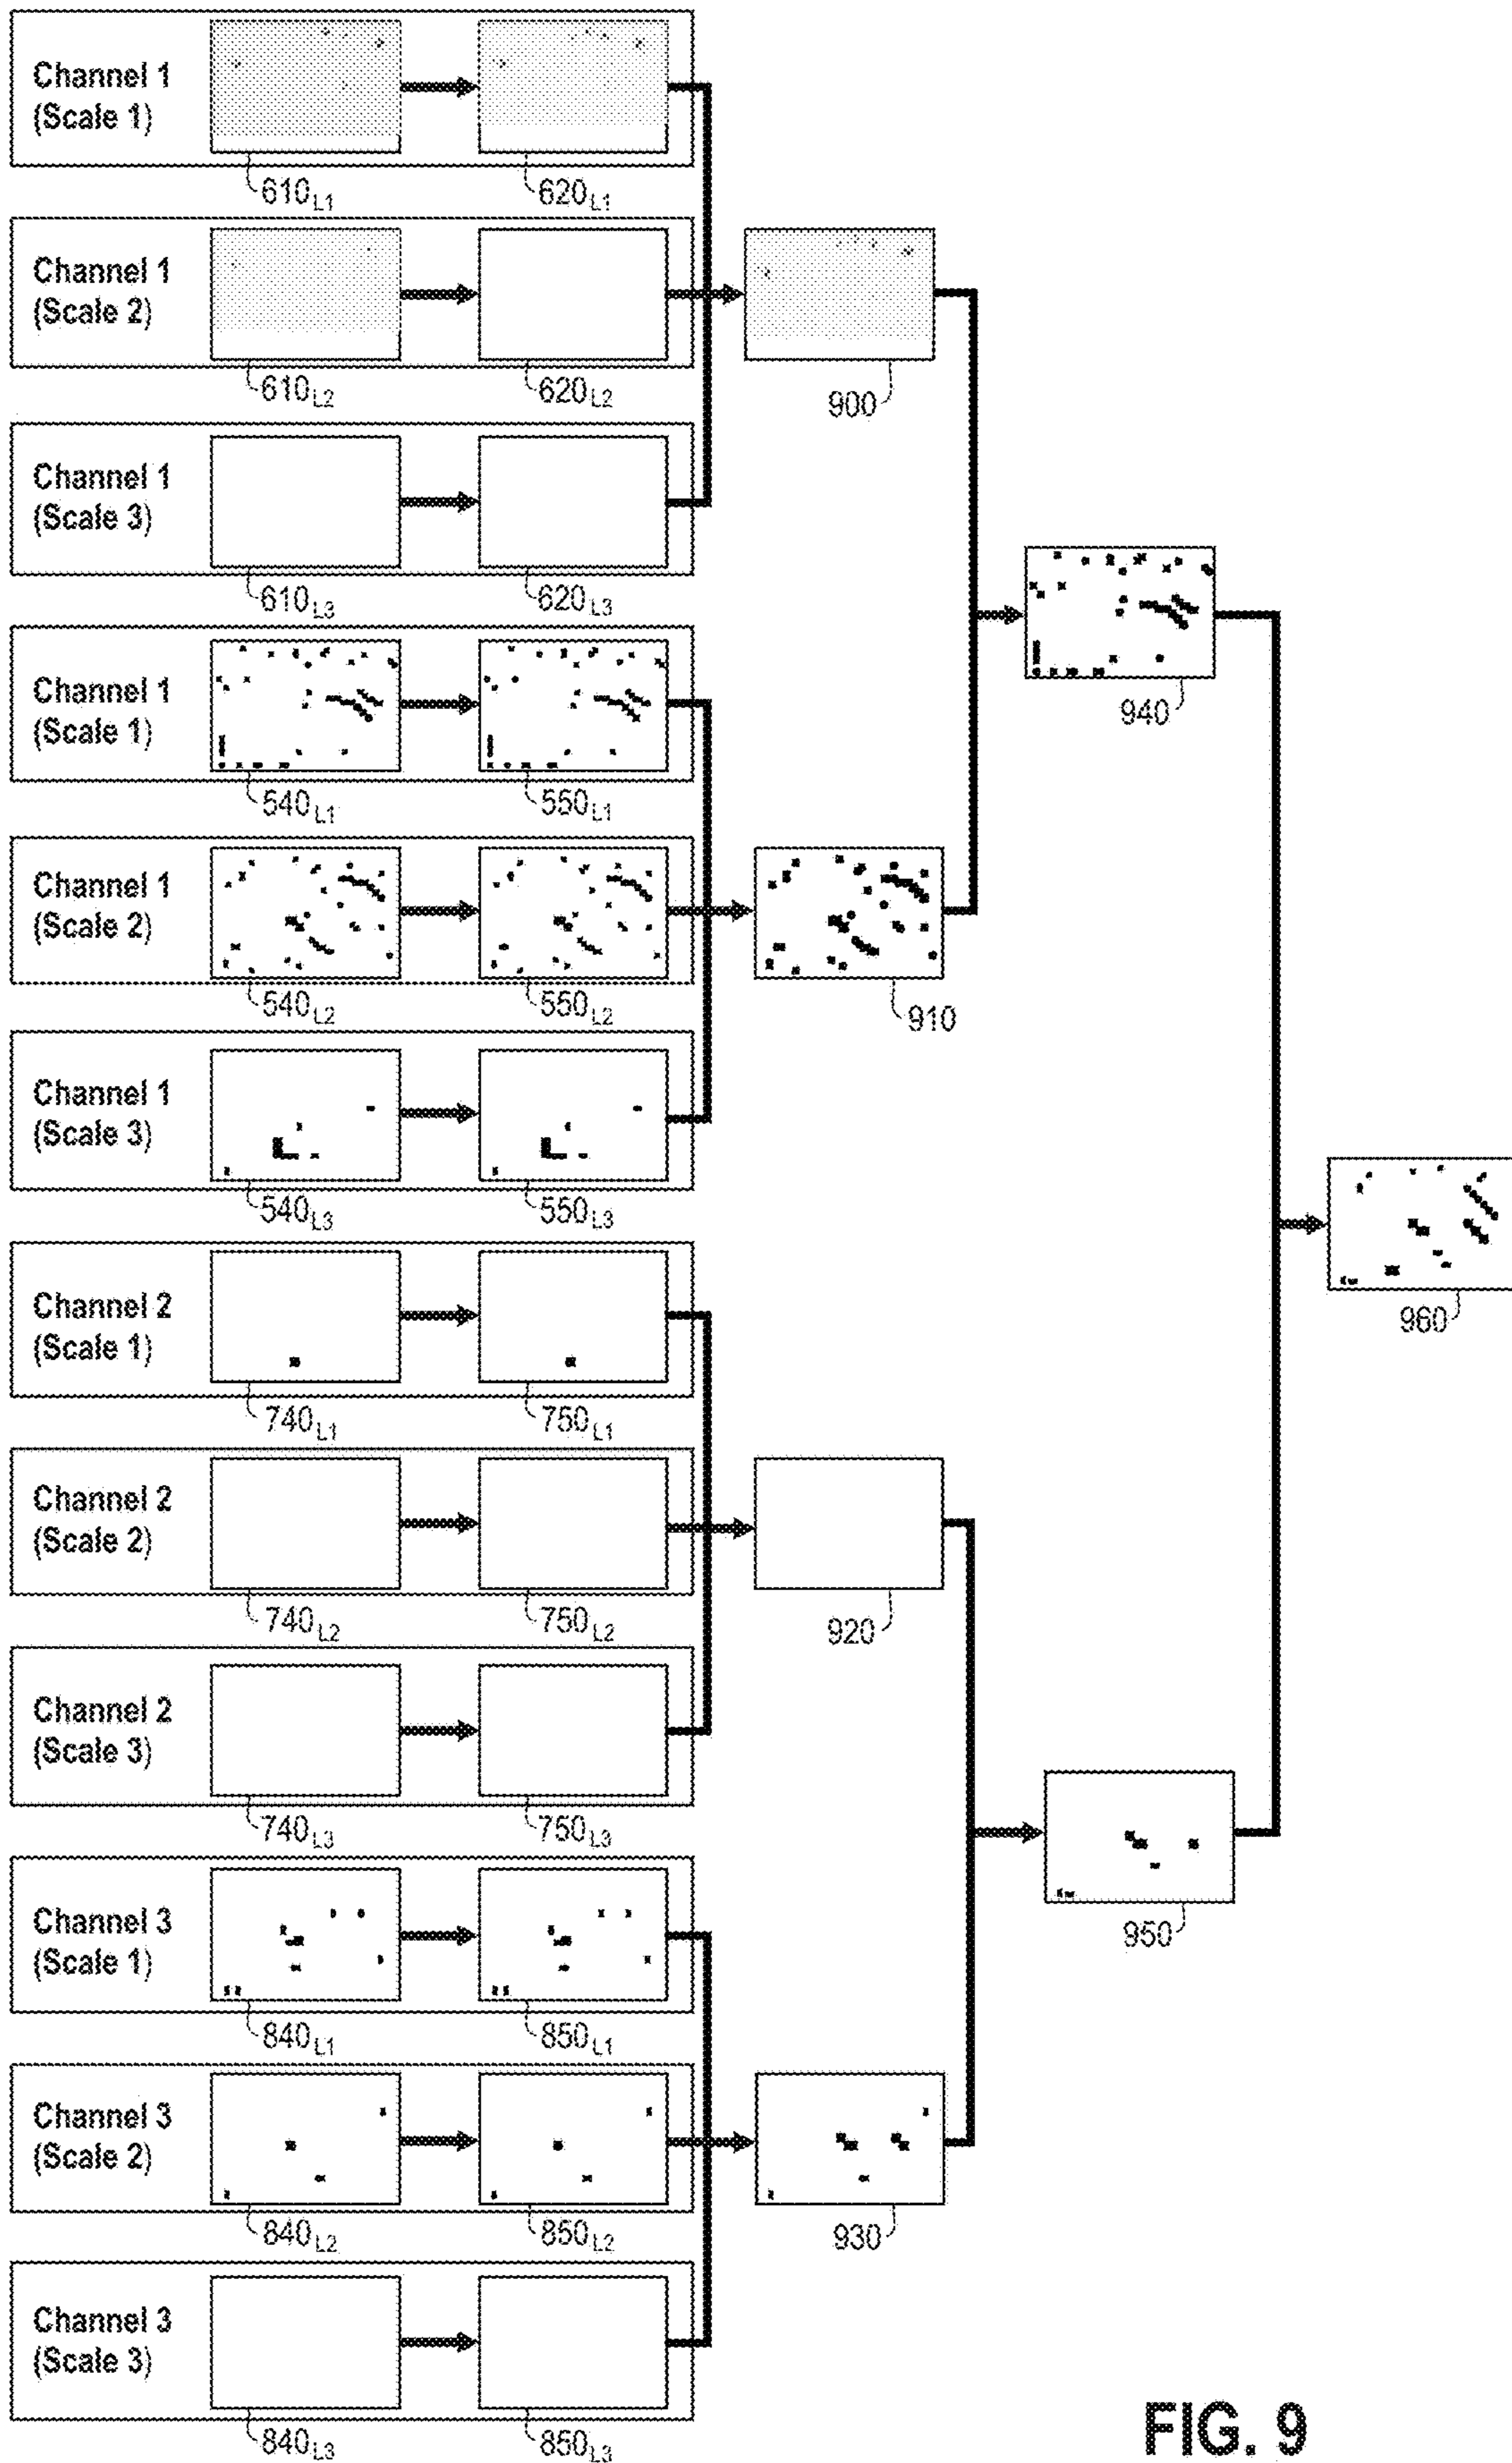 Channel 1
(Scale 1)
610L1
620L1
Channel 1
(Scale 2)
610L2
620L2
900
Channel 1
(Scale 3)
610L3
620L3
940
Channel 1
(Scale 1)
540L1
550L1
Channel 1
(Scale 2)
540L2
550L2
910
Channel 1
(Scale 3)
540L3
550L3
960
Channel 2
(Scale 1)
740L1
750L1
Channel 2
(Scale 2)
740L2
750L2
920
Channel 2
(Scale 3)
740L3
750L3
950
Channel 3
(Scale 1)
840L1
850L1
Channel 3
(Scale 2)
840L2
850L2
930
Channel 3
(Scale 3)
840L3
850L3
FIG. 9